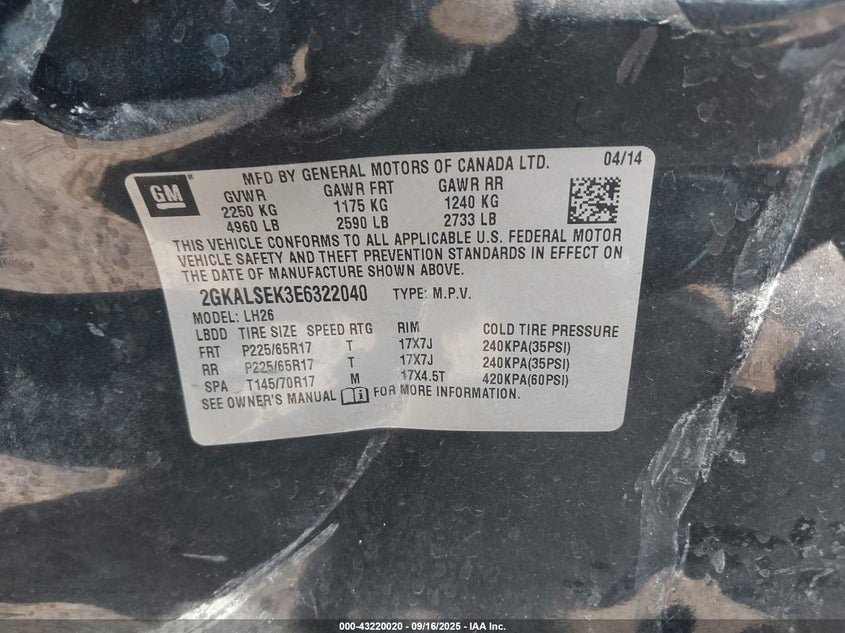 GM ®
MFD BY GENERAL MOTORS OF CANADA LTD. 04/14
GVWR GAWR FRT GAWR RR
2250 KG 1175 KG 1240 KG
4960 LB 2590 LB 2733 LB
THIS VEHICLE CONFORMS TO ALL APPLICABLE U.S. FEDERAL MOTOR
VEHICLE SAFETY AND THEFT PREVENTION STANDARDS IN EFFECT ON
THE DATE OF MANUFACTURE SHOWN ABOVE.
2GKALSEK3E6322040 TYPE: M.P.V.
MODEL: LH26
LBDD TIRE SIZE SPEED RTG RIM COLD TIRE PRESSURE
FRT P225/65R17 T 17X7J 240KPA(35PSI)
RR P225/65R17 T 17X7J 240KPA(35PSI)
SPA T145/70R17 M 17X4.5T 420KPA(60PSI)
SEE OWNER'S MANUAL FOR MORE INFORMATION.
000-43220020 - 09/16/2025 - IAA Inc.